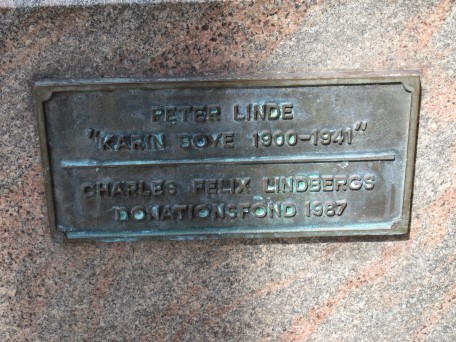 PETER LINDE
"KARIN BOYE 1900-1941"
CHARLES FELIX LINDBERGS
DONATIONSFOND 1987